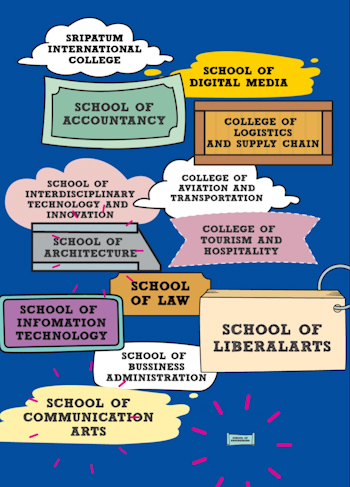 SRIPATUM
INTERNATIONAL
COLLEGE
SCHOOL OF
DIGITAL MEDIA
SCHOOL OF
ACCOUNTANCY
COLLEGE OF
LOGISTICS
AND SUPPLY CHAIN
SCHOOL OF
INTERDISCIPLINARY
TECHNOLOGY AND
INNOVATION
COLLEGE OF
AVIATION AND
TRANSPORTATION
SCHOOL OF
ARCHITECTURE
COLLEGE OF
TOURISM AND
HOSPITALITY
SCHOOL
OF LAW
SCHOOL OF
INFOMATION
TECHNOLOGY
SCHOOL OF
LIBERALARTS
SCHOOL OF
BUSSINESS
ADMINISTRATION
SCHOOL OF
COMMUNICATION
ARTS